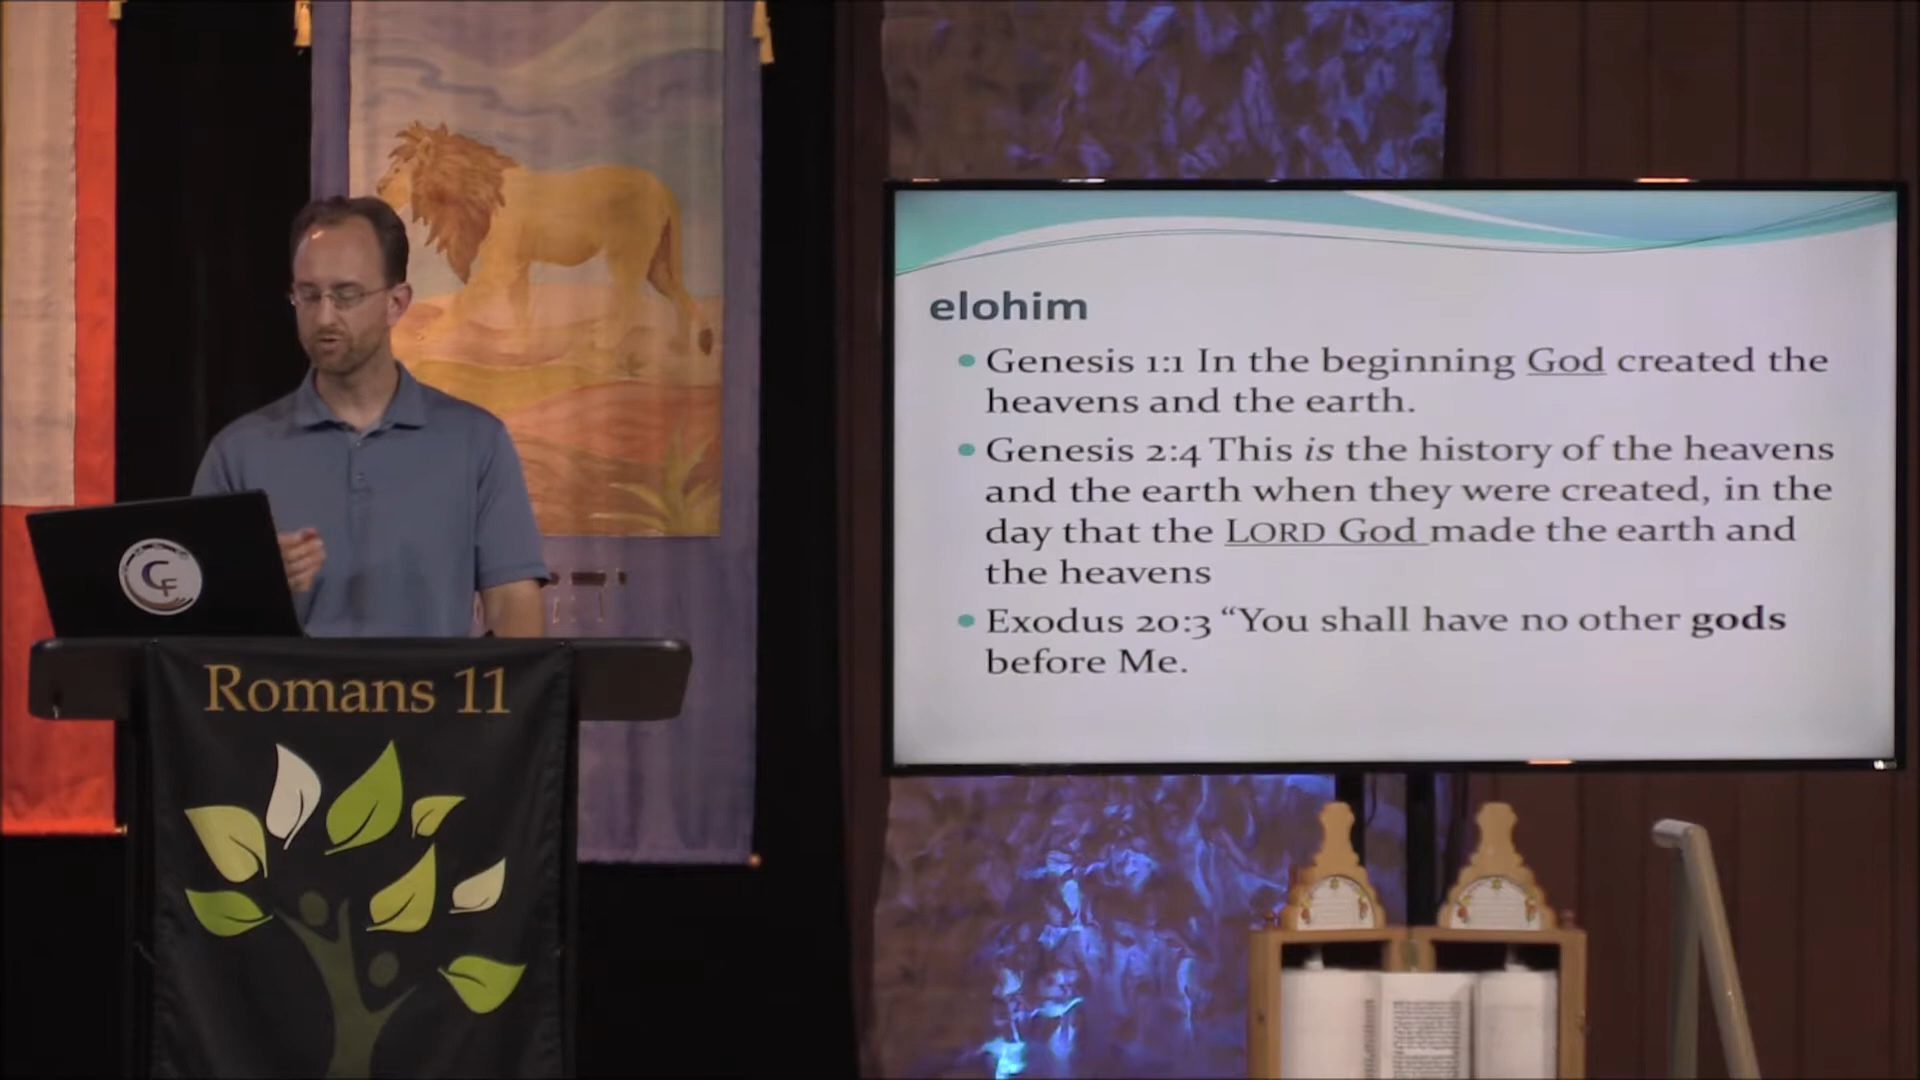 elohim
Genesis 1:1 In the beginning God created the
heavens and the earth.
Genesis 2:4 This is the history of the heavens
and the earth when they were created, in the
day that the LORD God made the earth and
the heavens
Exodus 20:3 “You shall have no other gods
before Me.
CF
Romans 11